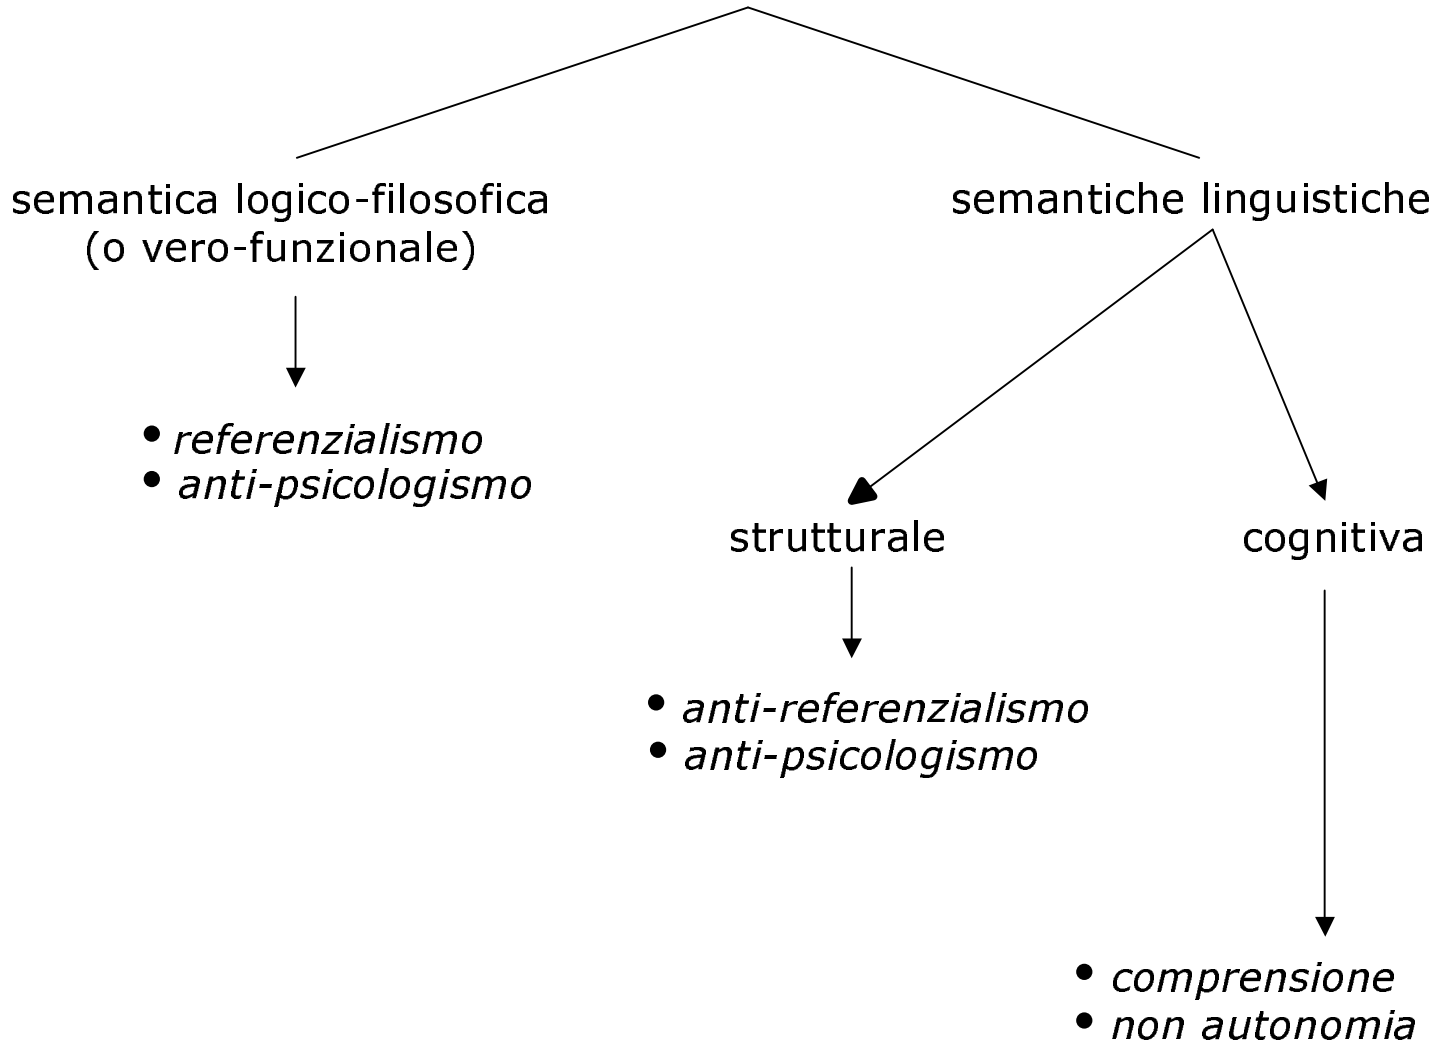 semantica logico-filosofica
(o vero-funzionale)
semantiche linguistiche
• referenzialismo
• anti-psicologismo
strutturale
cognitiva
• anti-referenzialismo
• anti-psicologismo
• comprensione
• non autonomia